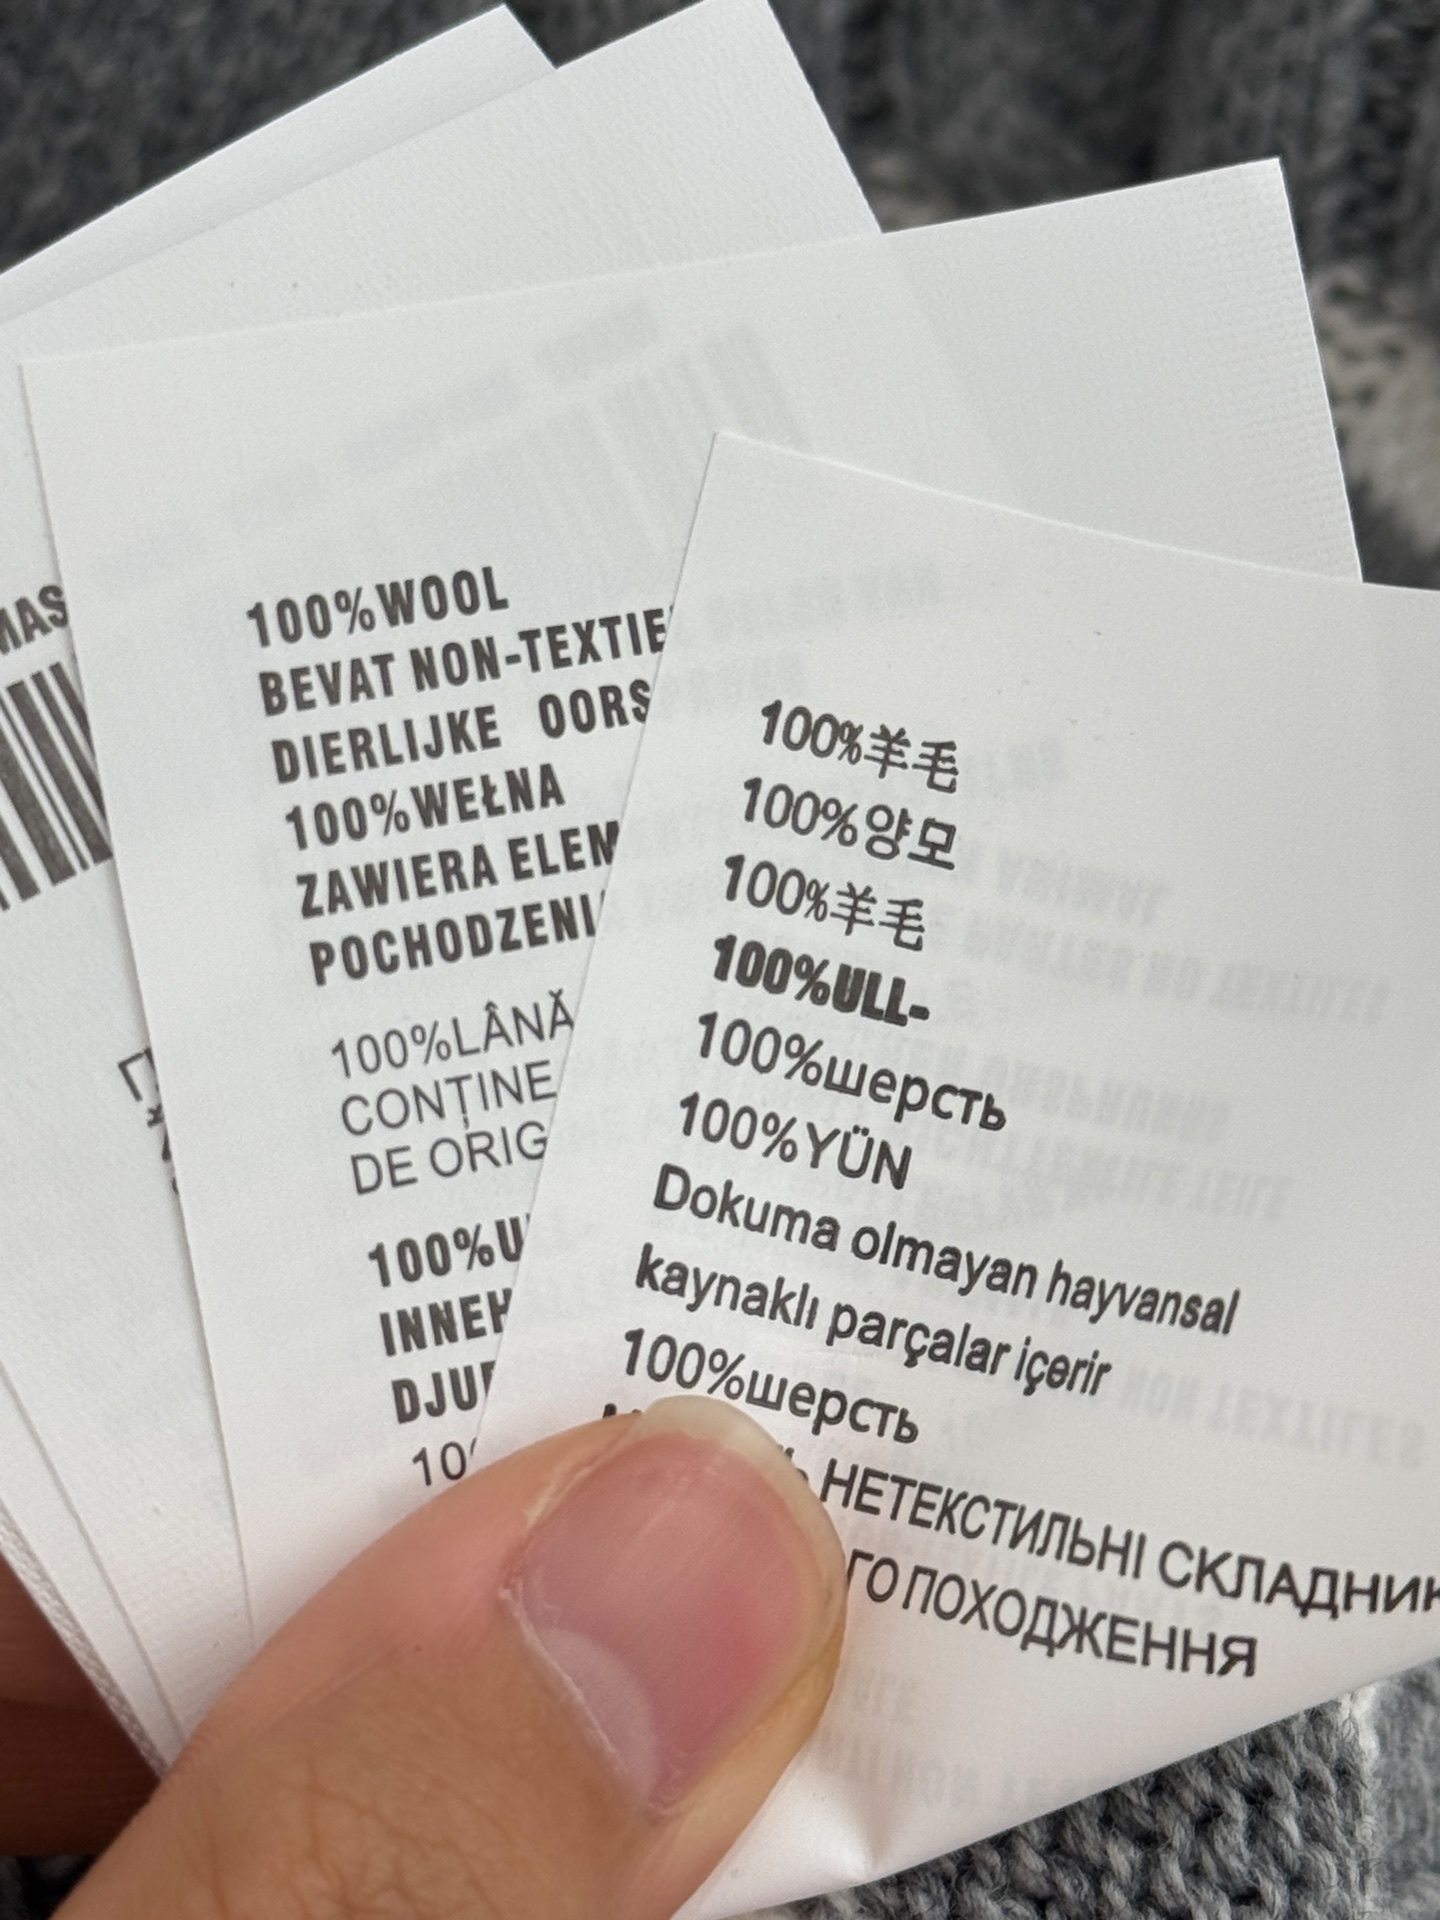 100%WOOL
BEVAT NON-TEXTIE
DIERLIJKE OORS
100%WEŁNA
ZAWIERA ELEM
POCHODZENI
100%LÂNĂ
CONȚINE
DE ORIG
100%U
INNEH
DJUR
100
100%羊毛
100%양모
100%羊毛
100%ULL-
100%шерсть
100%YÜN
Dokuma olmayan hayvansal
kaynaklı parçalar içerir
100%шерсть
НЕТЕКСТИЛЬНІ СКЛАДНИК
ГО ПОХОДЖЕННЯ